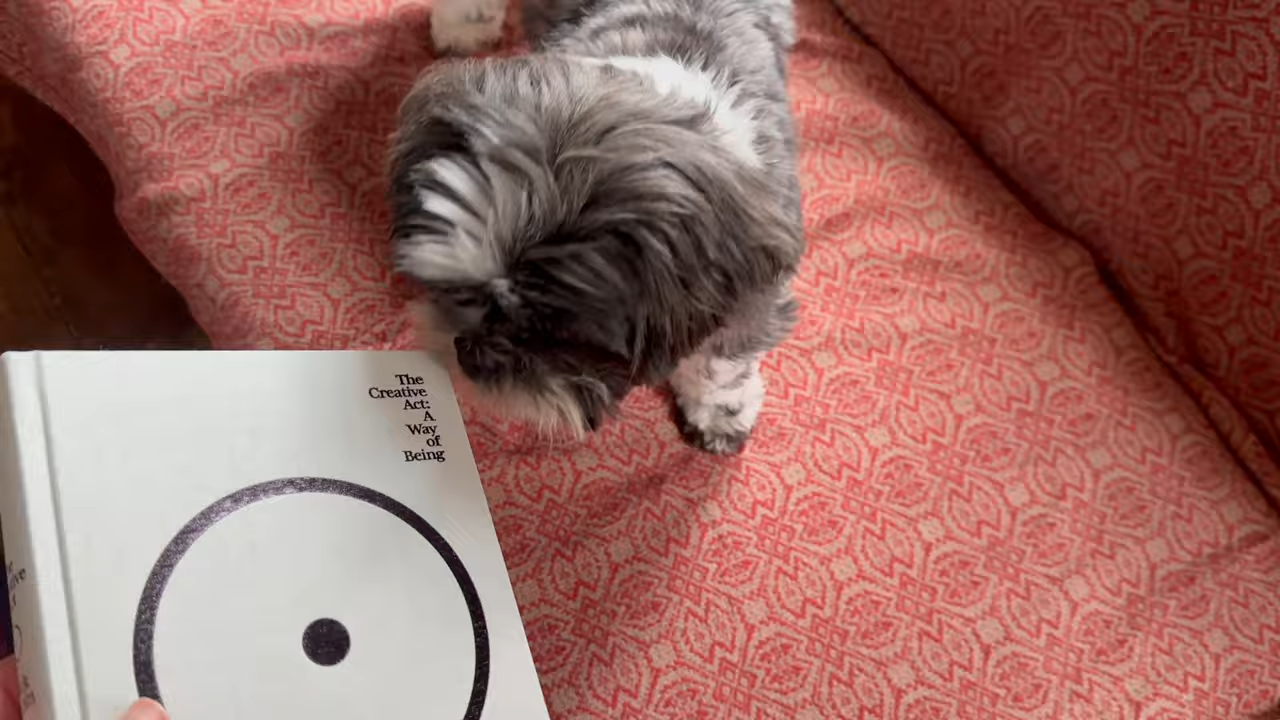 The
Creative
Act:
A
Way
of
Being